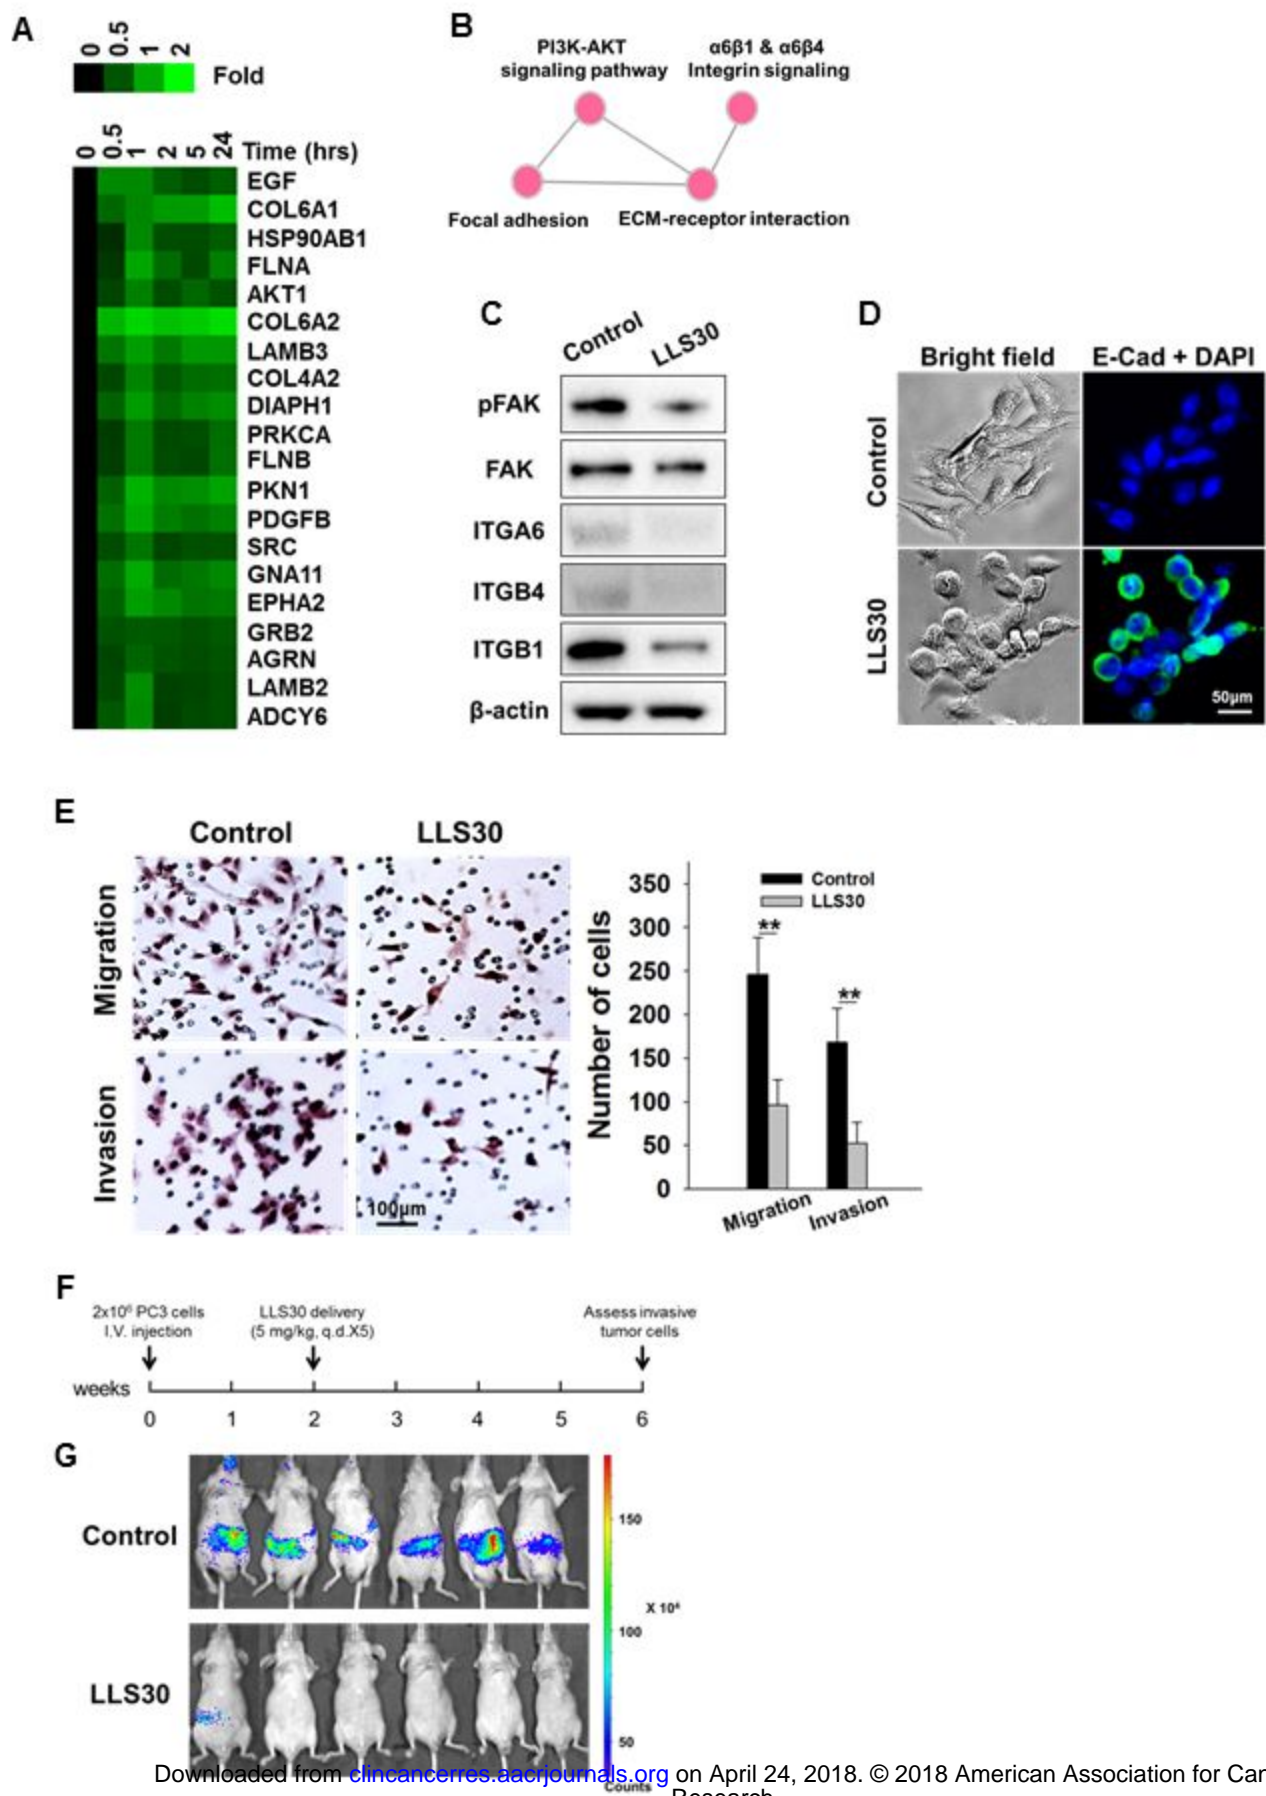 A
0 0.5 1 2
Fold
0 0.5 1 2 5 24 Time (hrs)
EGF
COL6A1
HSP90AB1
FLNA
AKT1
COL6A2
LAMB3
COL4A2
DIAPH1
PRKCA
FLNB
PKN1
PDGFB
SRC
GNA11
EPHA2
GRB2
AGRN
LAMB2
ADCY6
B
PI3K-AKT
signaling pathway
α6β1 & α6β4
Integrin signaling
Focal adhesion
ECM-receptor interaction
C
Control LLS30
pFAK
FAK
ITGA6
ITGB4
ITGB1
β-actin
D
Bright field E-Cad + DAPI
Control
LLS30
50µm
E
Control LLS30
Migration
Invasion
100µm
Number of cells
350
300
250
200
150
100
50
0
Control
LLS30
**
**
Migration Invasion
F
2x10⁶ PC3 cells
I.V. injection
LLS30 delivery
(5 mg/kg, q.d.X5)
Assess invasive
tumor cells
weeks
0 1 2 3 4 5 6
G
Control
LLS30
150
X 10⁴
100
50
Counts
Downloaded from clincancerres.aacrjournals.org on April 24, 2018. © 2018 American Association for Can